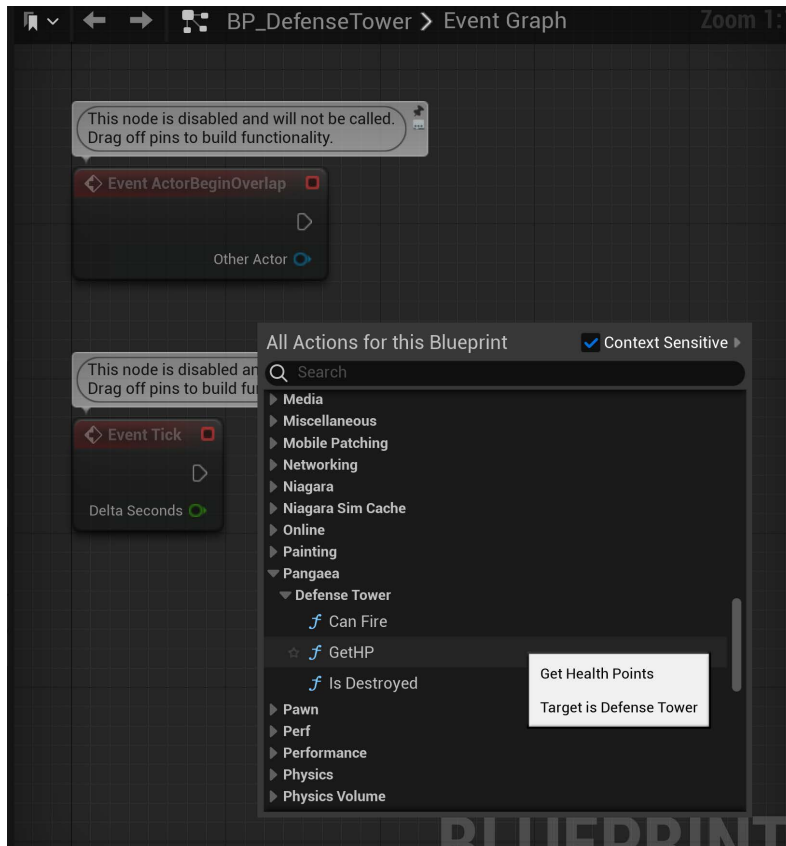 BP_DefenseTower > Event Graph
Zoom 1:
This node is disabled and will not be called.
Drag off pins to build functionality.
Event ActorBeginOverlap
Other Actor
All Actions for this Blueprint
Context Sensitive
Search
This node is disabled an
Drag off pins to build fu
Event Tick
Delta Seconds
Media
Miscellaneous
Mobile Patching
Networking
Niagara
Niagara Sim Cache
Online
Painting
Pangaea
Defense Tower
Can Fire
GetHP
Is Destroyed
Get Health Points
Target is Defense Tower
Pawn
Perf
Performance
Physics
Physics Volume
BLUEPRINT